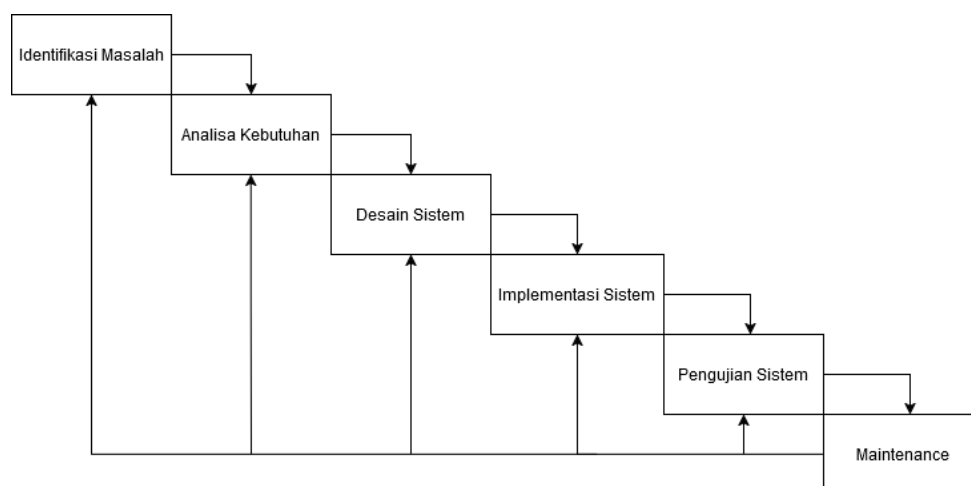 Identifikasi Masalah
Analisa Kebutuhan
Desain Sistem
Implementasi Sistem
Pengujian Sistem
Maintenance